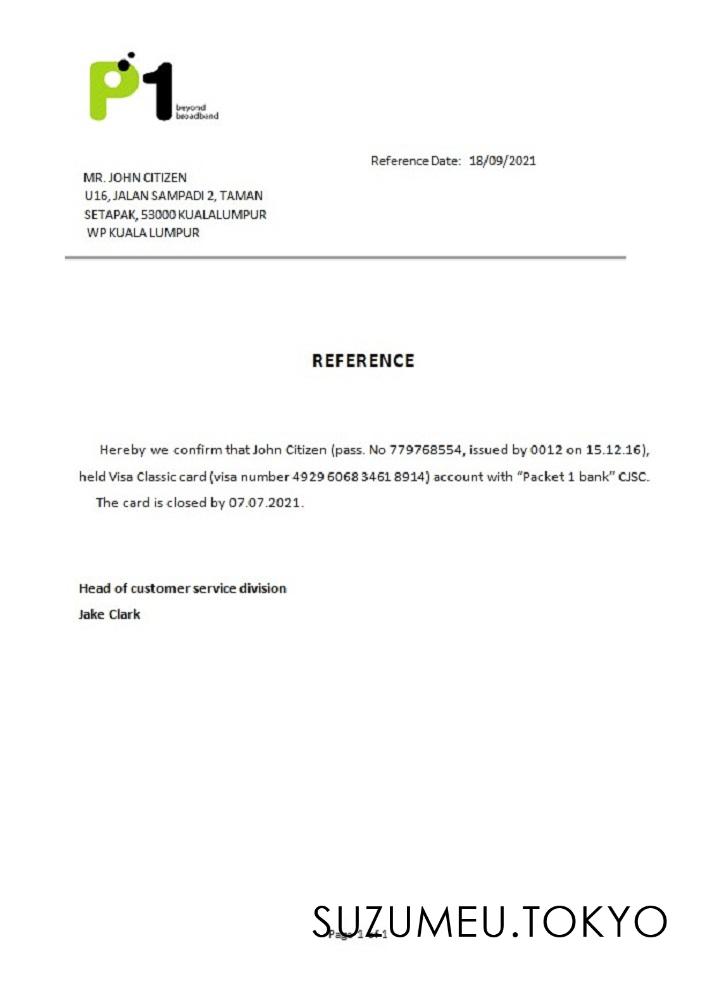 P1
beyond
broadband
Reference Date: 18/09/2021
MR. JOHN CITIZEN
U16, JALAN SAMPADI 2, TAMAN
SETAPAK, 53000 KUALALUMPUR
WP KUALA LUMPUR
REFERENCE
Hereby we confirm that John Citizen (pass. No 779768554, issued by 0012 on 15.12.16),
held Visa Classic card (visa number 4929 6068 3461 8914) account with “Packet 1 bank” CJSC.
The card is closed by 07.07.2021.
Head of customer service division
Jake Clark
SUZUMEU.TOKYO
Page 1 of 1